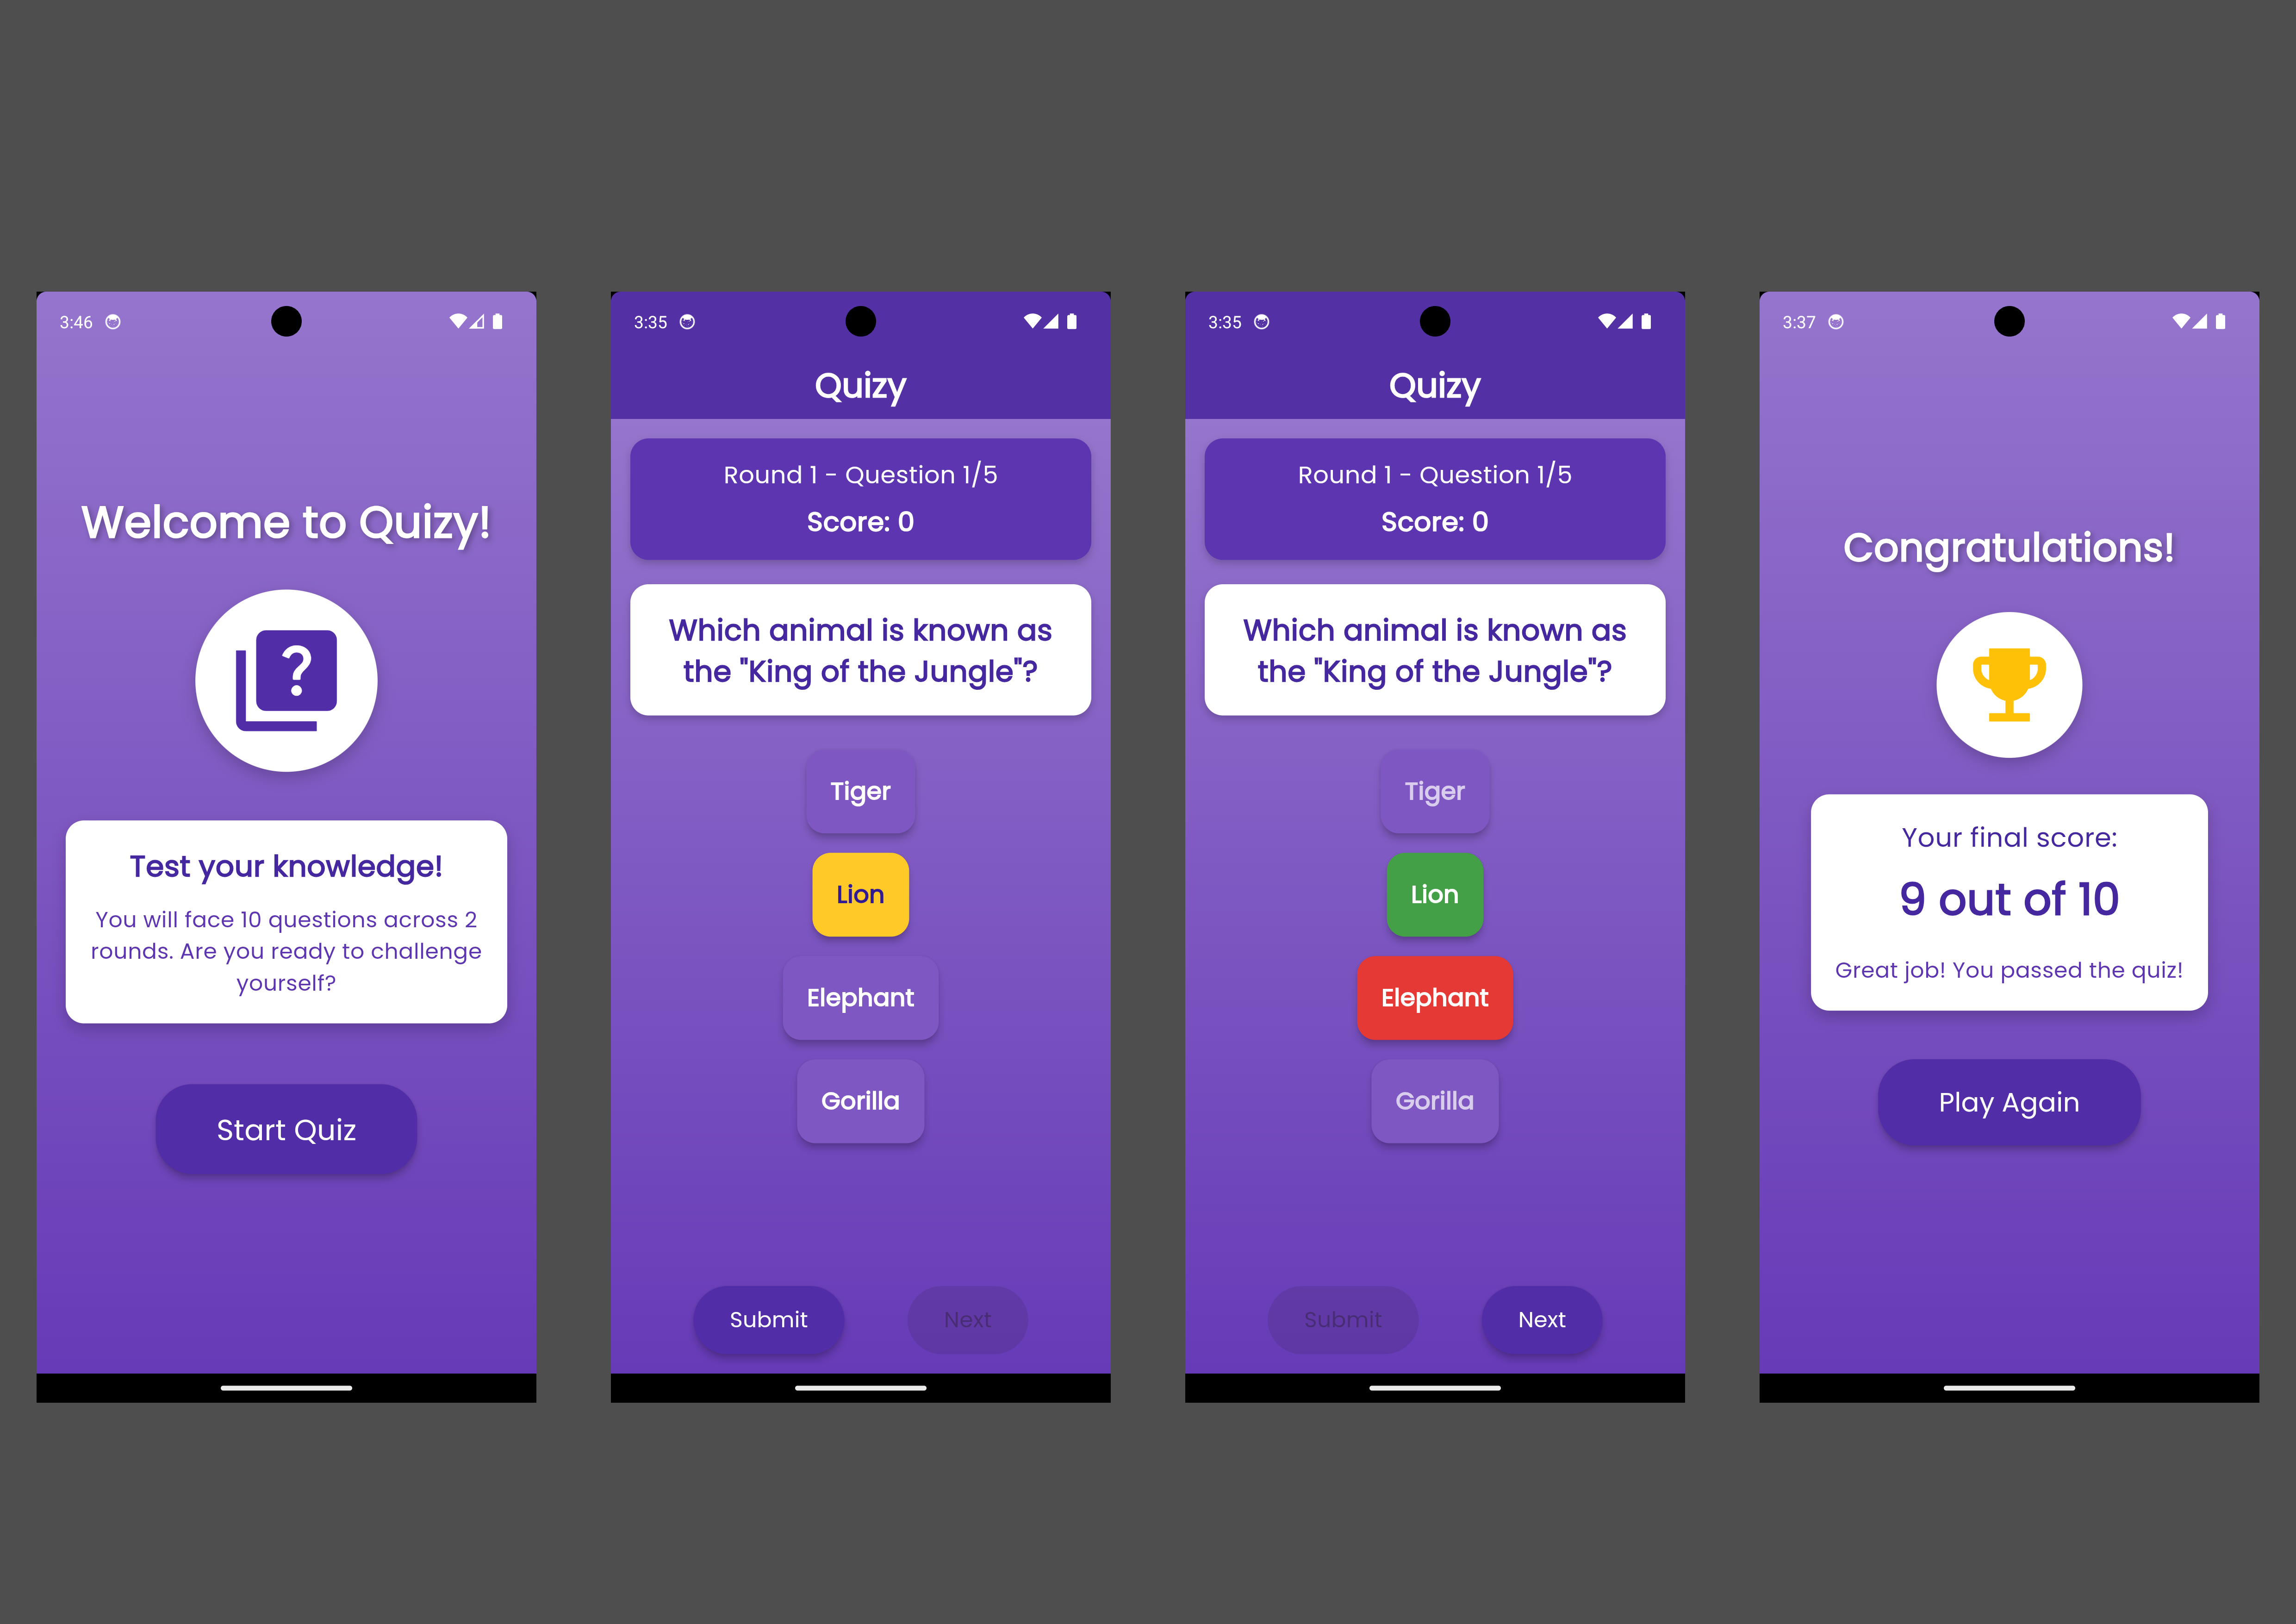 3:46
Welcome to Quizy!
?
Test your knowledge!
You will face 10 questions across 2
rounds. Are you ready to challenge
yourself?
Start Quiz
3:35
Quizy
Round 1 - Question 1/5
Score: 0
Which animal is known as
the "King of the Jungle"?
Tiger
Lion
Elephant
Gorilla
Submit
Next
3:35
Quizy
Round 1 - Question 1/5
Score: 0
Which animal is known as
the "King of the Jungle"?
Tiger
Lion
Elephant
Gorilla
Submit
Next
3:37
Congratulations!
Your final score:
9 out of 10
Great job! You passed the quiz!
Play Again